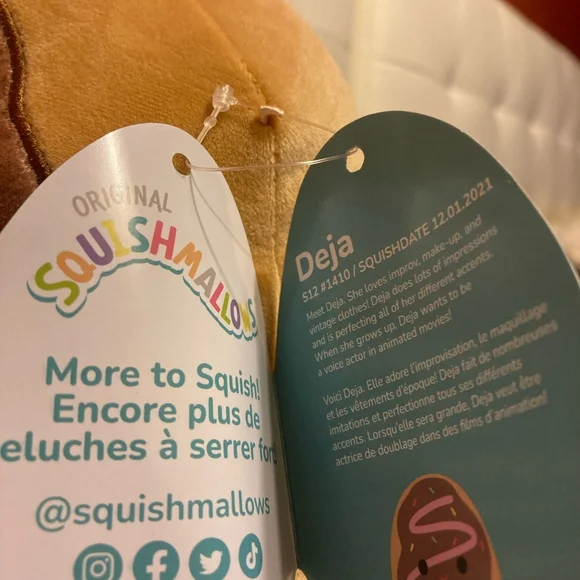 ORIGINAL
SQUISHMALLOWS
More to Squish!
Encore plus de
eluches à serrer fort
@squishmallows
Deja
S12 #1410 / SQUISHDATE 12.01.2021
Meet Deja. She loves improv, make-up, and
vintage clothes! Deja does lots of impressions
and is perfecting all of her different accents.
When she grows up, Deja wants to be
a voice actor in animated movies!
Voici Deja. Elle adore l'improvisation, le maquillage
et les vêtements d'époque! Deja fait de nombreuses
imitations et perfectionne tous ses différents
accents. Lorsqu'elle sera grande, Deja veut être
actrice de doublage dans des films d'animation!